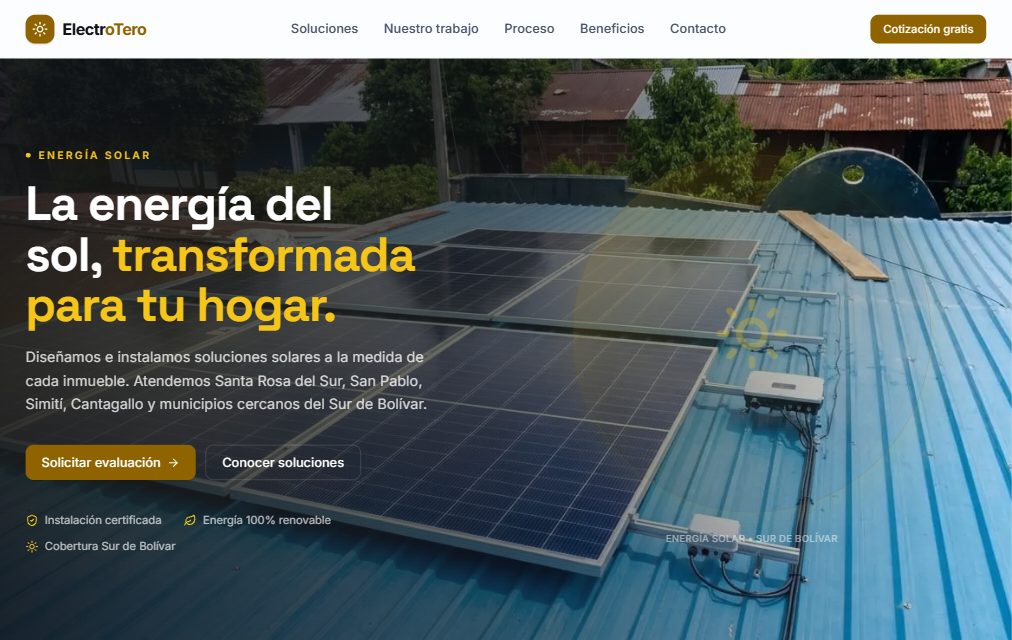 ElectroTero
Soluciones
Nuestro trabajo
Proceso
Beneficios
Contacto
Cotización gratis
ENERGÍA SOLAR
La energía del
sol, transformada
para tu hogar.
Diseñamos e instalamos soluciones solares a la medida de
cada inmueble. Atendemos Santa Rosa del Sur, San Pablo,
Simití, Cantagallo y municipios cercanos del Sur de Bolívar.
Solicitar evaluación →
Conocer soluciones
Instalación certificada
Energía 100% renovable
Cobertura Sur de Bolívar
ENERGÍA SOLAR • SUR DE BOLÍVAR